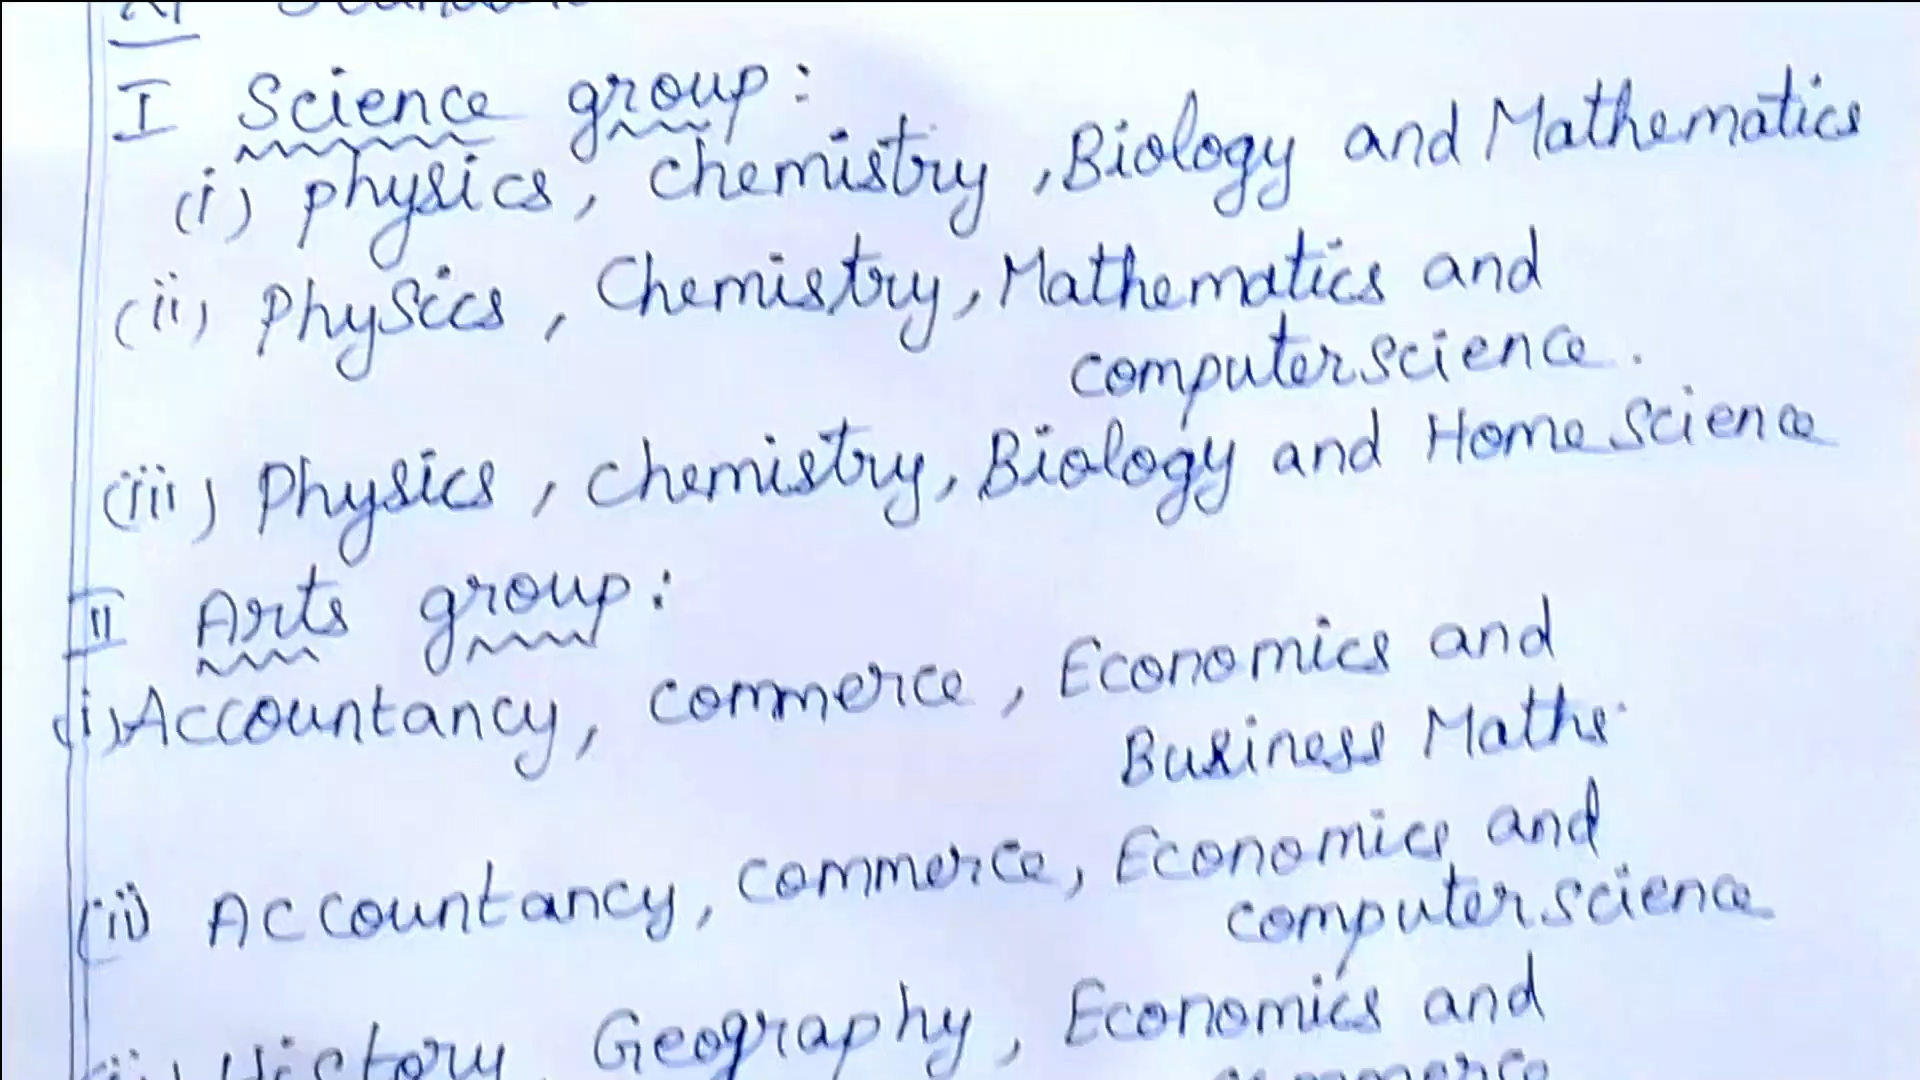 I Science group:
(i) physics, chemistry, Biology and Mathematics
(ii) Physics, Chemistry, Mathematics and
computer science.
(iii) Physics, chemistry, Biology and Home Science
II Arts group:
(i) Accountancy, commerce, Economics and
Business Maths.
(ii) Accountancy, commerce, Economics and
computer science
History, Geography, Economics and
commerce